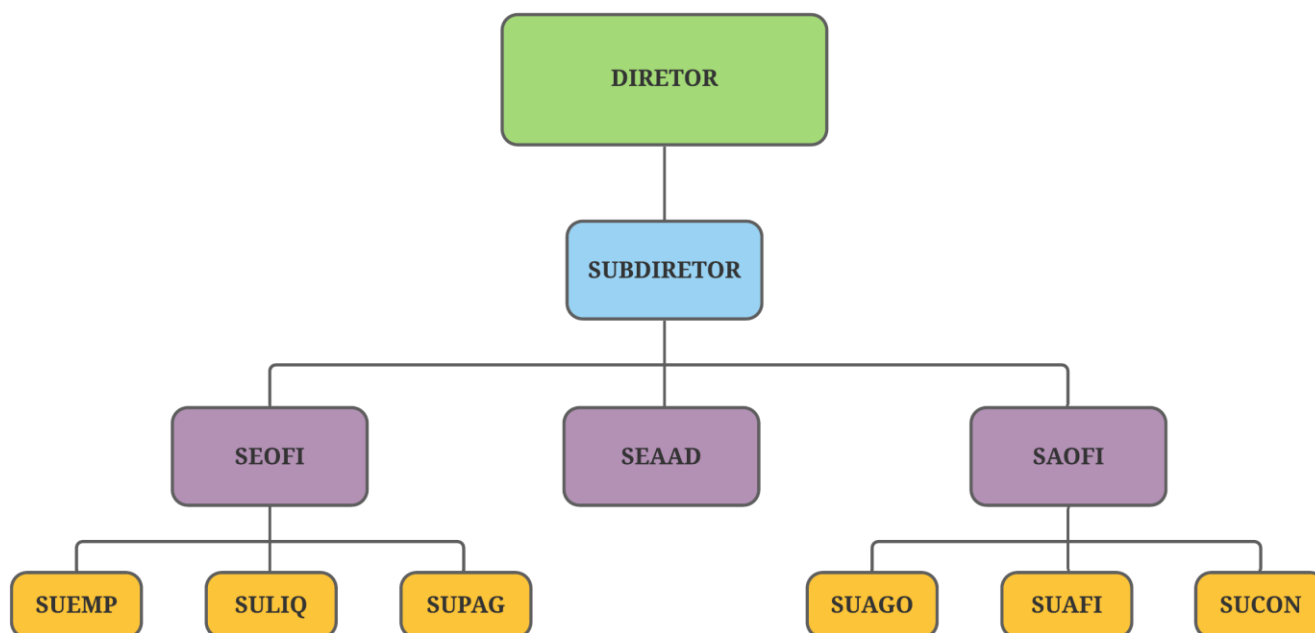 DIRETOR
SUBDIRETOR
SEOFI
SEAAD
SAOFI
SUEMP
SULIQ
SUPAG
SUAGO
SUAFI
SUCON